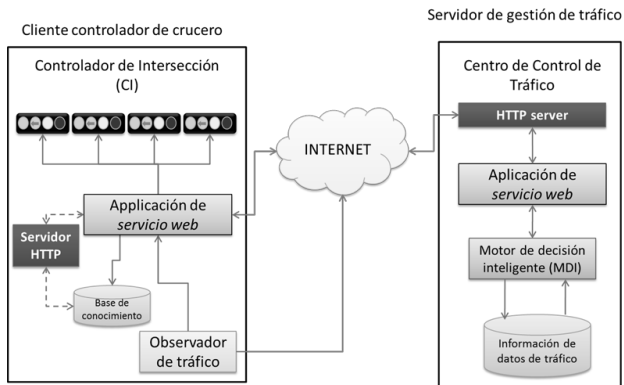 Cliente controlador de crucero
Controlador de Intersección
(CI)
Applicación de
servicio web
Servidor
HTTP
Base de
conocimiento
Observador
de tráfico
INTERNET
Servidor de gestión de tráfico
Centro de Control de
Tráfico
HTTP server
Aplicación de
servicio web
Motor de decisión
inteligente (MDI)
Información de
datos de tráfico